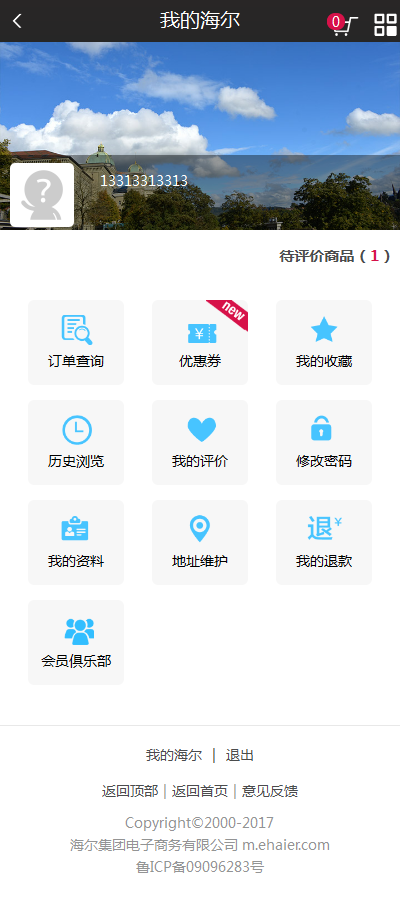 我的海尔
0
13313313313
待评价商品（1）
new
订单查询 优惠券 我的收藏
历史浏览 我的评价 修改密码
退¥
我的资料 地址维护 我的退款
会员俱乐部
我的海尔 | 退出
返回顶部 | 返回首页 | 意见反馈
Copyright©2000-2017
海尔集团电子商务有限公司 m.ehaier.com
鲁ICP备09096283号